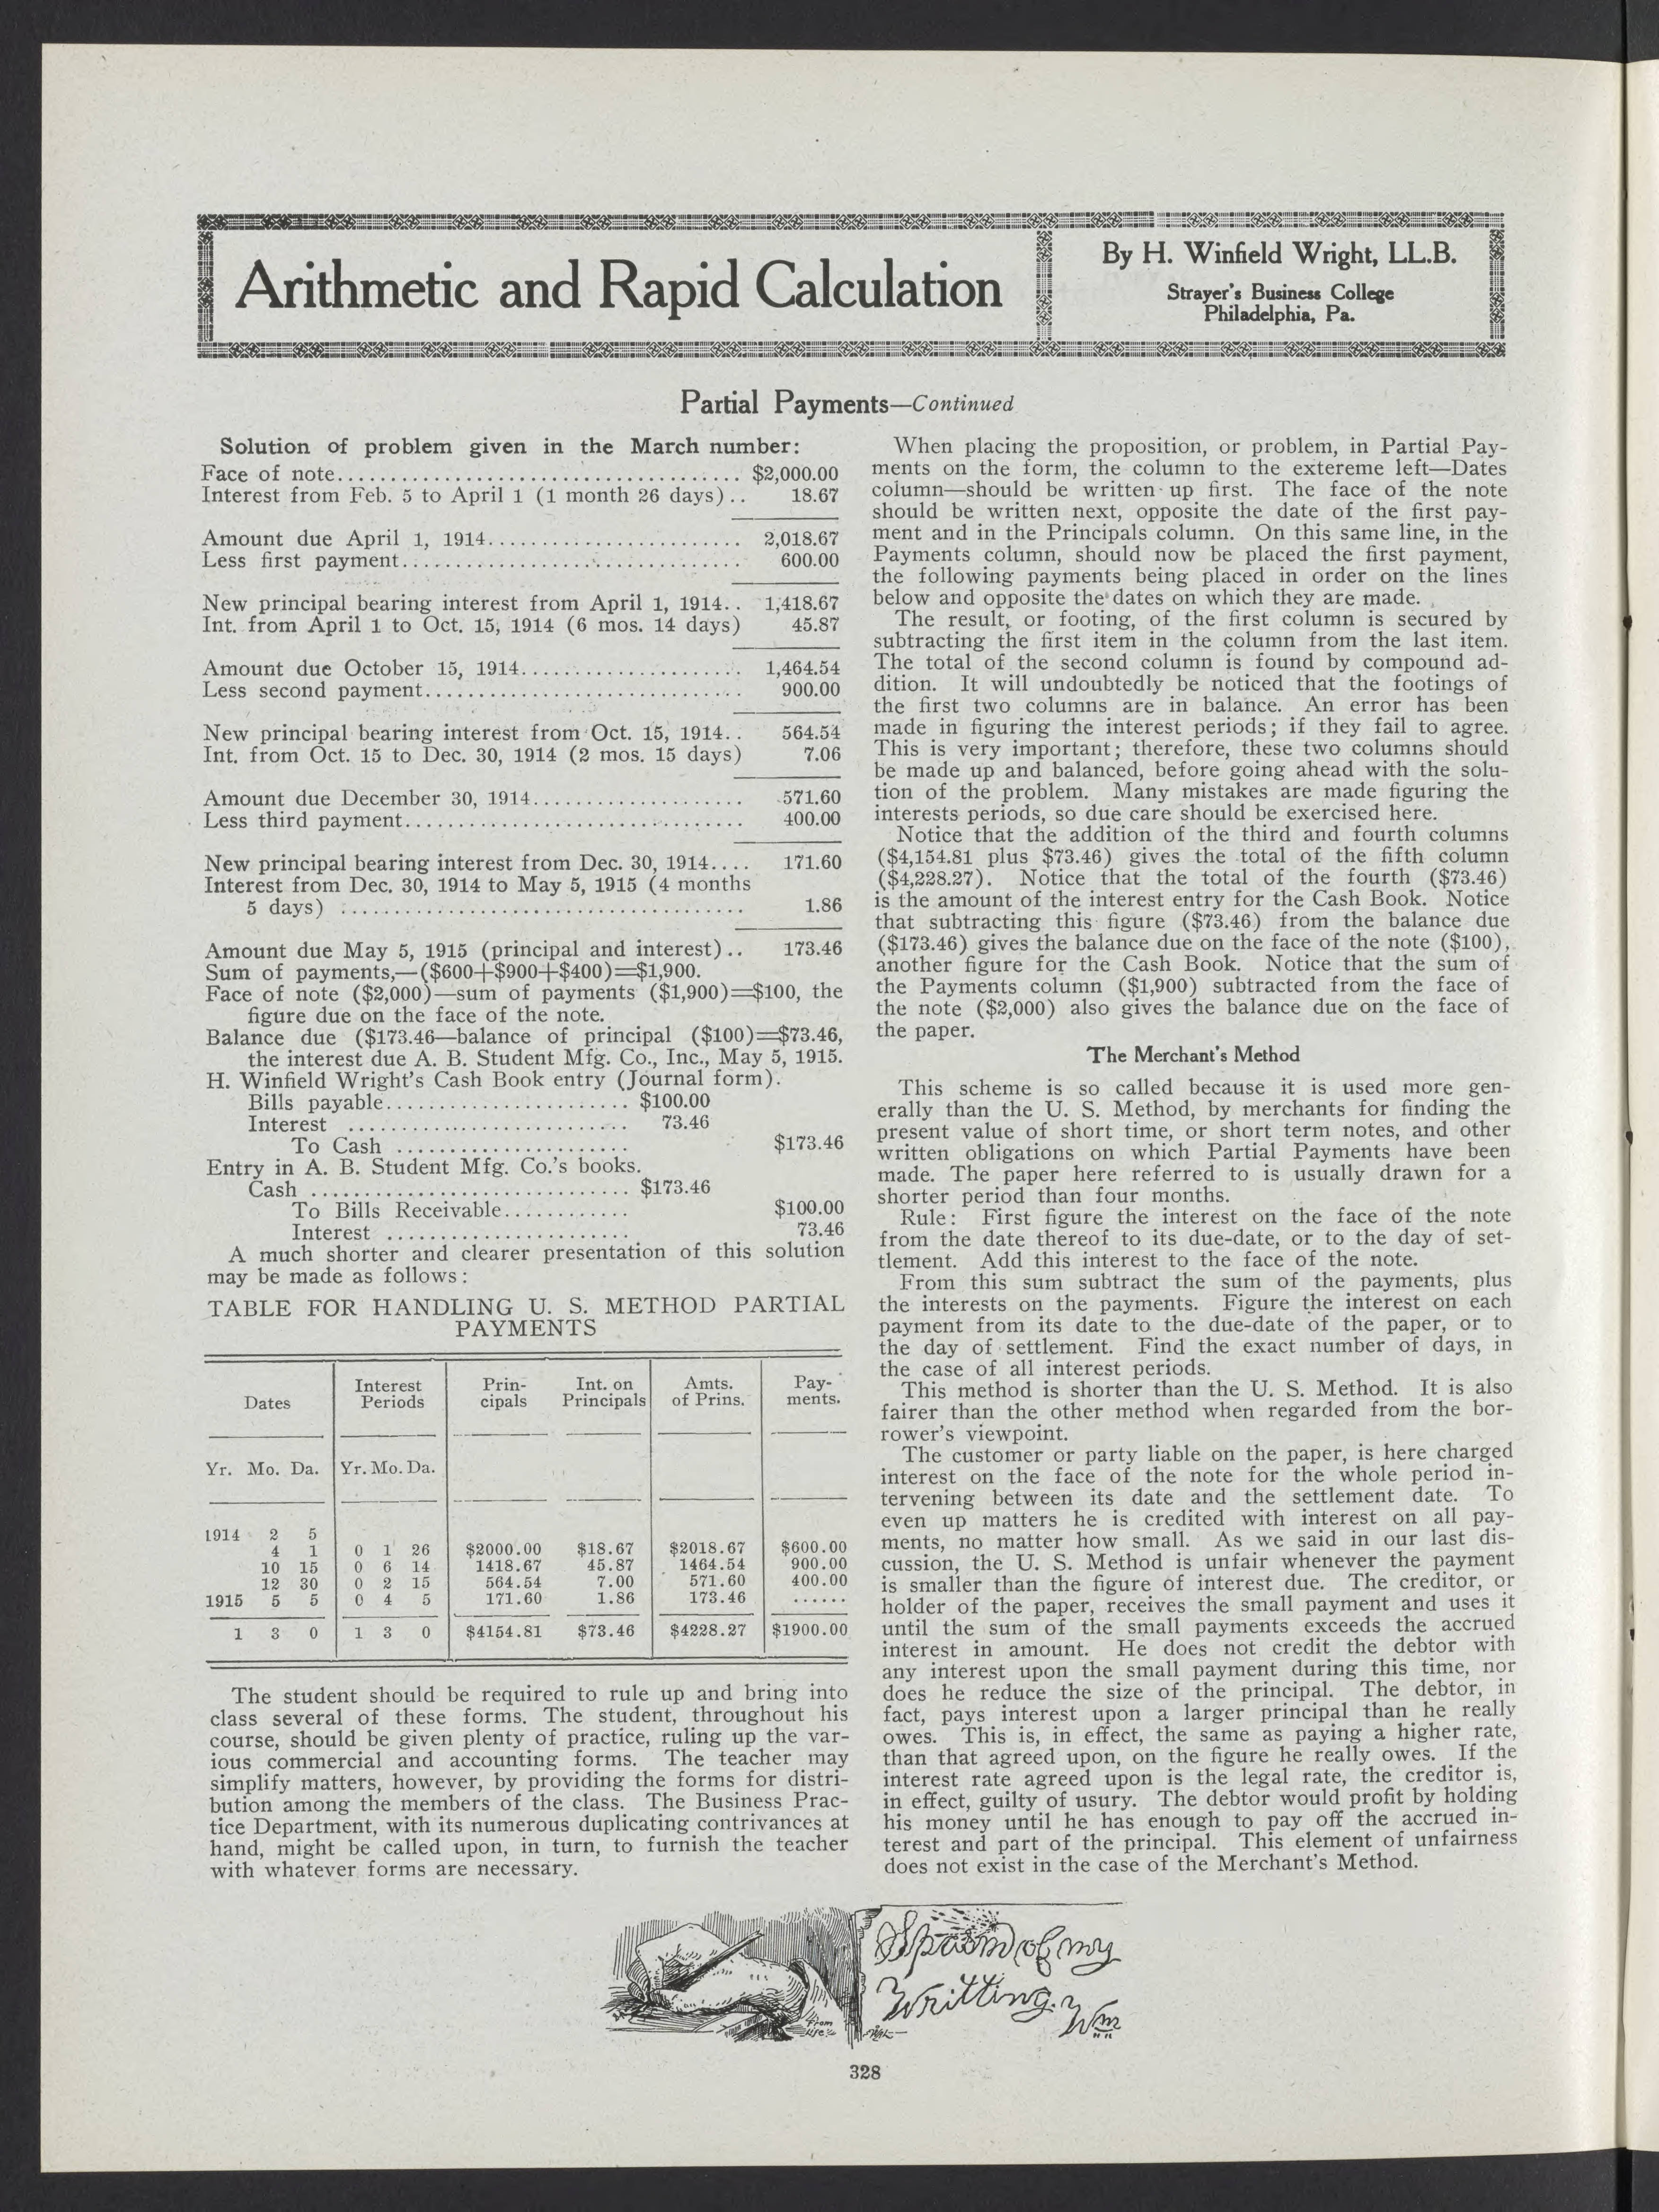 Arithmetic and Rapid Calculation
By H. Winfield Wright, LL.B.
Strayer's Business College
Philadelphia, Pa.
Partial Payments—Continued
Solution of problem given in the March number:
Face of note..................................... $2,000.00
Interest from Feb. 5 to April 1 (1 month 26 days).. 18.67
Amount due April 1, 1914........................ 2,018.67
Less first payment................................ 600.00
New principal bearing interest from April 1, 1914.. 1,418.67
Int. from April 1 to Oct. 15, 1914 (6 mos. 14 days) 45.87
Amount due October 15, 1914..................... 1,464.54
Less second payment.............................. 900.00
New principal bearing interest from Oct. 15, 1914.. 564.54
Int. from Oct. 15 to Dec. 30, 1914 (2 mos. 15 days) 7.06
Amount due December 30, 1914.................... 571.60
Less third payment................................ 400.00
New principal bearing interest from Dec. 30, 1914.... 171.60
Interest from Dec. 30, 1914 to May 5, 1915 (4 months
5 days) ...................................... 1.86
Amount due May 5, 1915 (principal and interest).. 173.46
Sum of payments,—($600+$900+$400)=$1,900.
Face of note ($2,000)—sum of payments ($1,900)=$100, the
figure due on the face of the note.
Balance due ($173.46—balance of principal ($100)=$73.46,
the interest due A. B. Student Mfg. Co., Inc., May 5, 1915.
H. Winfield Wright's Cash Book entry (Journal form).
Bills payable....................... $100.00
Interest .......................... 73.46
To Cash ...................... $173.46
Entry in A. B. Student Mfg. Co.'s books.
Cash .............................. $173.46
To Bills Receivable............ $100.00
Interest ....................... 73.46
A much shorter and clearer presentation of this solution
may be made as follows:
TABLE FOR HANDLING U. S. METHOD PARTIAL
PAYMENTS
Dates Interest Periods Prin-cipals Int. on Principals Amts. of Prins. Pay-ments.
Yr. Mo. Da. Yr. Mo. Da.
1914 2 5
4 1 0 1 26 $2000.00 $18.67 $2018.67 $600.00
10 15 0 6 14 1418.67 45.87 1464.54 900.00
12 30 0 2 15 564.54 7.00 571.60 400.00
1915 5 5 0 4 5 171.60 1.86 173.46 ......
1 3 0 1 3 0 $4154.81 $73.46 $4228.27 $1900.00
The student should be required to rule up and bring into
class several of these forms. The student, throughout his
course, should be given plenty of practice, ruling up the var-
ious commercial and accounting forms. The teacher may
simplify matters, however, by providing the forms for distri-
bution among the members of the class. The Business Prac-
tice Department, with its numerous duplicating contrivances at
hand, might be called upon, in turn, to furnish the teacher
with whatever forms are necessary.
When placing the proposition, or problem, in Partial Pay-
ments on the form, the column to the extereme left—Dates
column—should be written up first. The face of the note
should be written next, opposite the date of the first pay-
ment and in the Principals column. On this same line, in the
Payments column, should now be placed the first payment,
the following payments being placed in order on the lines
below and opposite the dates on which they are made.
The result, or footing, of the first column is secured by
subtracting the first item in the column from the last item.
The total of the second column is found by compound ad-
dition. It will undoubtedly be noticed that the footings of
the first two columns are in balance. An error has been
made in figuring the interest periods; if they fail to agree.
This is very important; therefore, these two columns should
be made up and balanced, before going ahead with the solu-
tion of the problem. Many mistakes are made figuring the
interests periods, so due care should be exercised here.
Notice that the addition of the third and fourth columns
($4,154.81 plus $73.46) gives the total of the fifth column
($4,228.27). Notice that the total of the fourth ($73.46)
is the amount of the interest entry for the Cash Book. Notice
that subtracting this figure ($73.46) from the balance due
($173.46) gives the balance due on the face of the note ($100),
another figure for the Cash Book. Notice that the sum of
the Payments column ($1,900) subtracted from the face of
the note ($2,000) also gives the balance due on the face of
the paper.
The Merchant's Method
This scheme is so called because it is used more gen-
erally than the U. S. Method, by merchants for finding the
present value of short time, or short term notes, and other
written obligations on which Partial Payments have been
made. The paper here referred to is usually drawn for a
shorter period than four months.
Rule: First figure the interest on the face of the note
from the date thereof to its due-date, or to the day of set-
tlement. Add this interest to the face of the note.
From this sum subtract the sum of the payments, plus
the interests on the payments. Figure the interest on each
payment from its date to the due-date of the paper, or to
the day of settlement. Find the exact number of days, in
the case of all interest periods.
This method is shorter than the U. S. Method. It is also
fairer than the other method when regarded from the bor-
rower's viewpoint.
The customer or party liable on the paper, is here charged
interest on the face of the note for the whole period in-
tervening between its date and the settlement date. To
even up matters he is credited with interest on all pay-
ments, no matter how small. As we said in our last dis-
cussion, the U. S. Method is unfair whenever the payment
is smaller than the figure of interest due. The creditor, or
holder of the paper, receives the small payment and uses it
until the sum of the small payments exceeds the accrued
interest in amount. He does not credit the debtor with
any interest upon the small payment during this time, nor
does he reduce the size of the principal. The debtor, in
fact, pays interest upon a larger principal than he really
owes. This is, in effect, the same as paying a higher rate,
than that agreed upon, on the figure he really owes. If the
interest rate agreed upon is the legal rate, the creditor is,
in effect, guilty of usury. The debtor would profit by holding
his money until he has enough to pay off the accrued in-
terest and part of the principal. This element of unfairness
does not exist in the case of the Merchant's Method.
From
Life
of my
Writting.
Wm
328